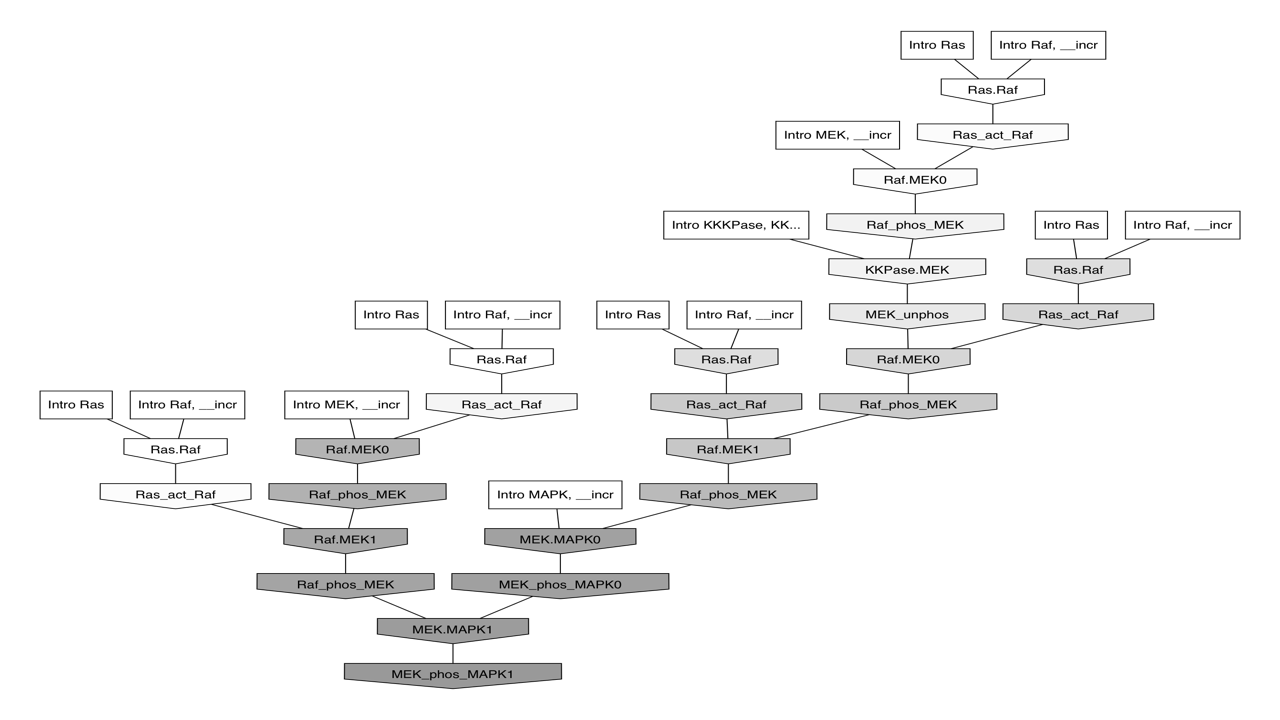 Intro Ras
Intro Raf, __incr
Ras.Raf
Intro MEK, __incr
Ras_act_Raf
Raf.MEK0
Intro KKKPase, KK...
Raf_phos_MEK
Intro Ras
Intro Raf, __incr
KKPase.MEK
Ras.Raf
Intro Ras
Intro Raf, __incr
Intro Ras
Intro Raf, __incr
MEK_unphos
Ras_act_Raf
Ras.Raf
Ras.Raf
Raf.MEK0
Intro Ras
Intro Raf, __incr
Intro MEK, __incr
Ras_act_Raf
Ras_act_Raf
Raf_phos_MEK
Ras.Raf
Raf.MEK0
Raf.MEK1
Ras_act_Raf
Raf_phos_MEK
Intro MAPK, __incr
Raf_phos_MEK
Raf.MEK1
MEK.MAPK0
Raf_phos_MEK
MEK_phos_MAPK0
MEK.MAPK1
MEK_phos_MAPK1